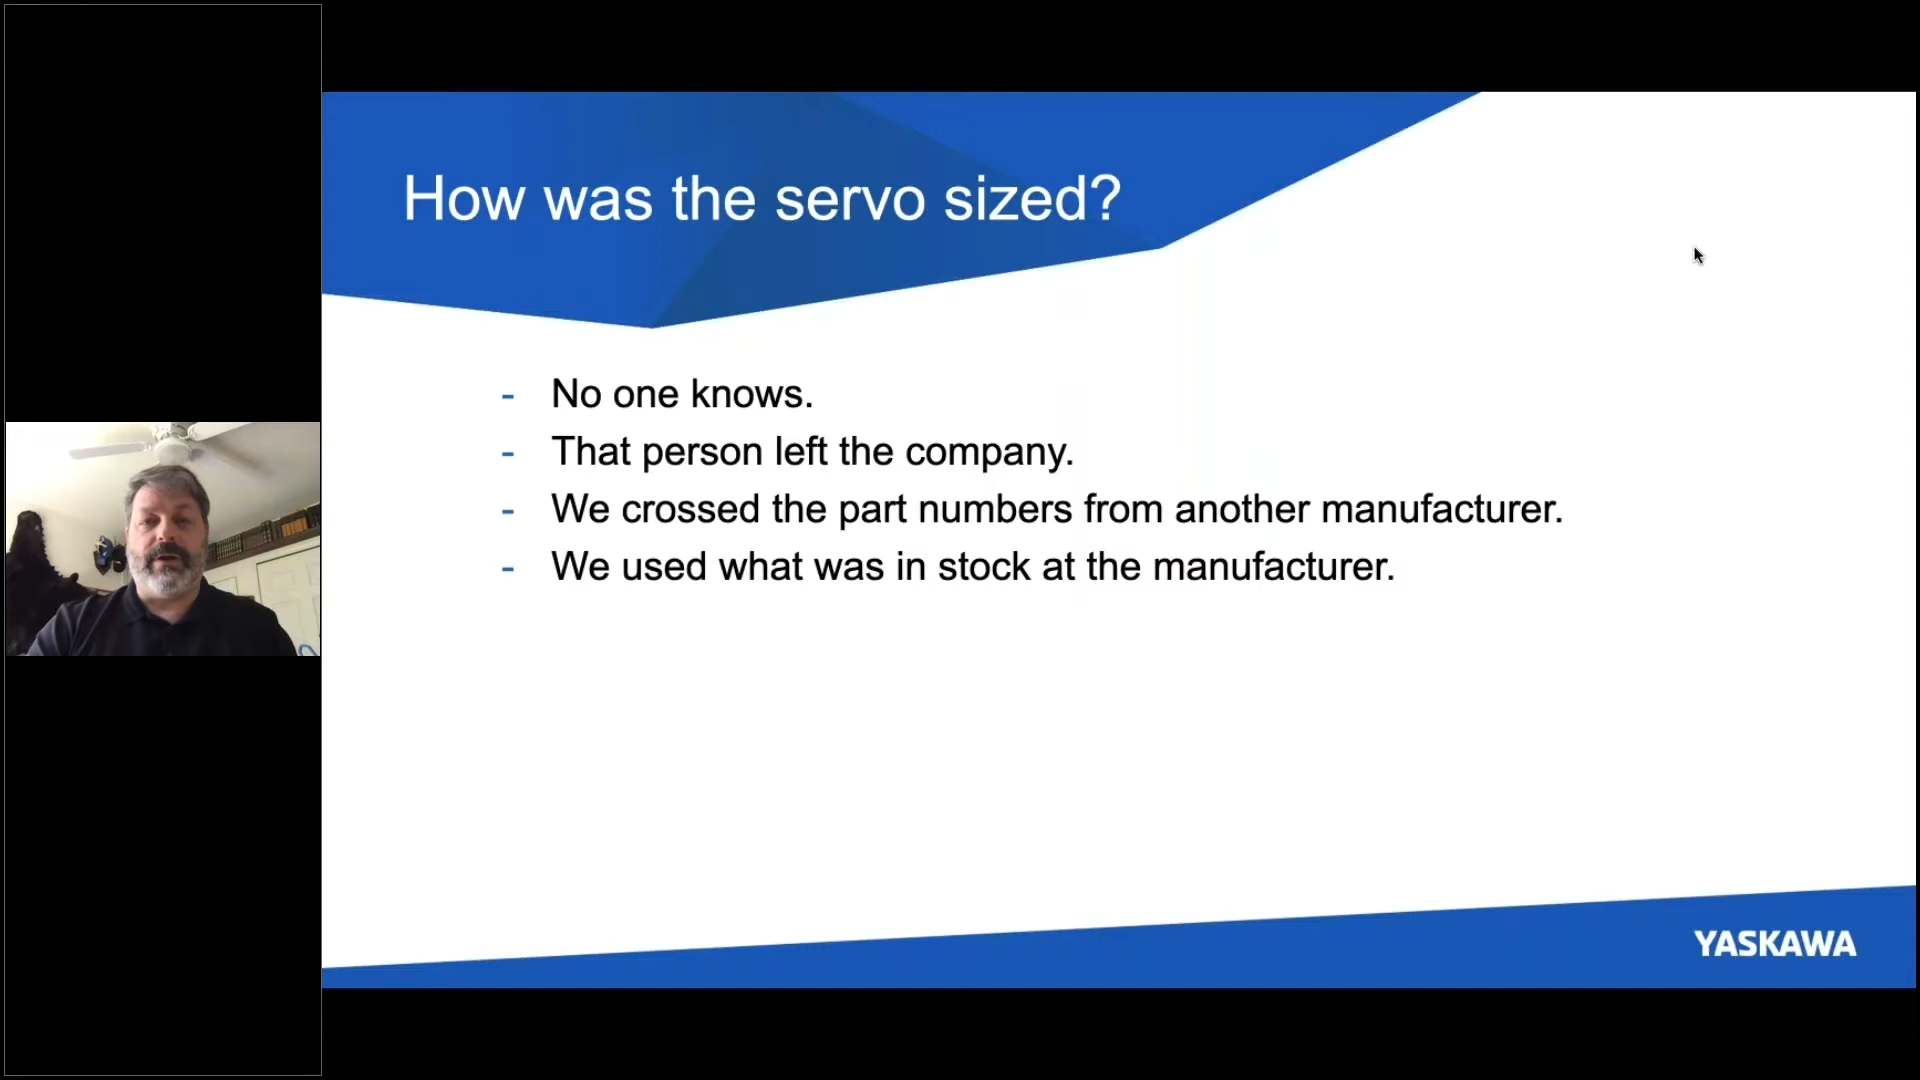 How was the servo sized?
- No one knows.
- That person left the company.
- We crossed the part numbers from another manufacturer.
- We used what was in stock at the manufacturer.
YASKAWA